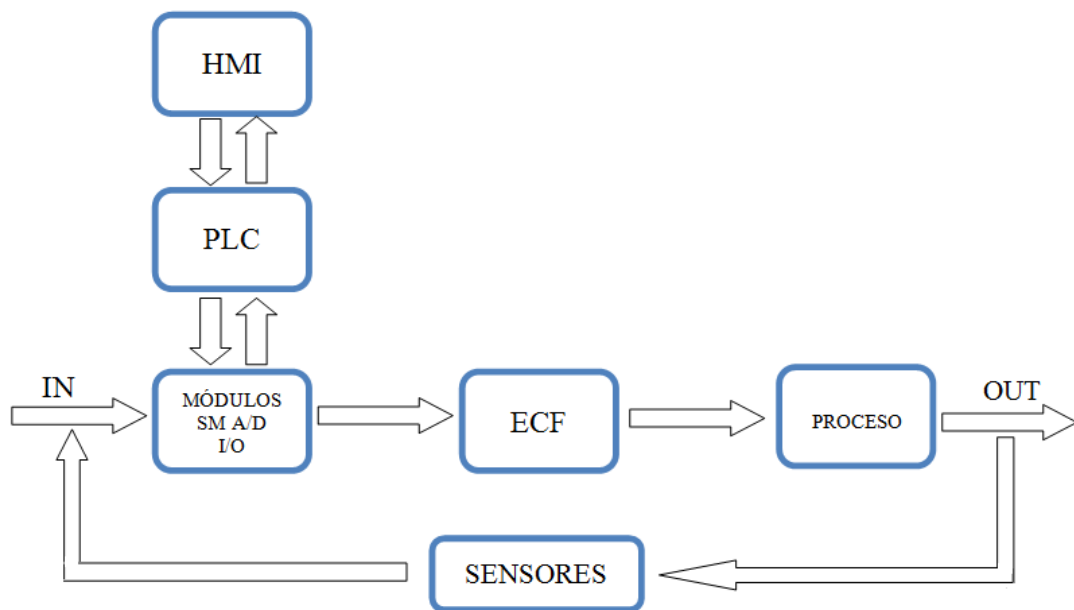 HMI
PLC
IN
MÓDULOS
SM A/D
I/O
ECF
PROCESO
OUT
SENSORES